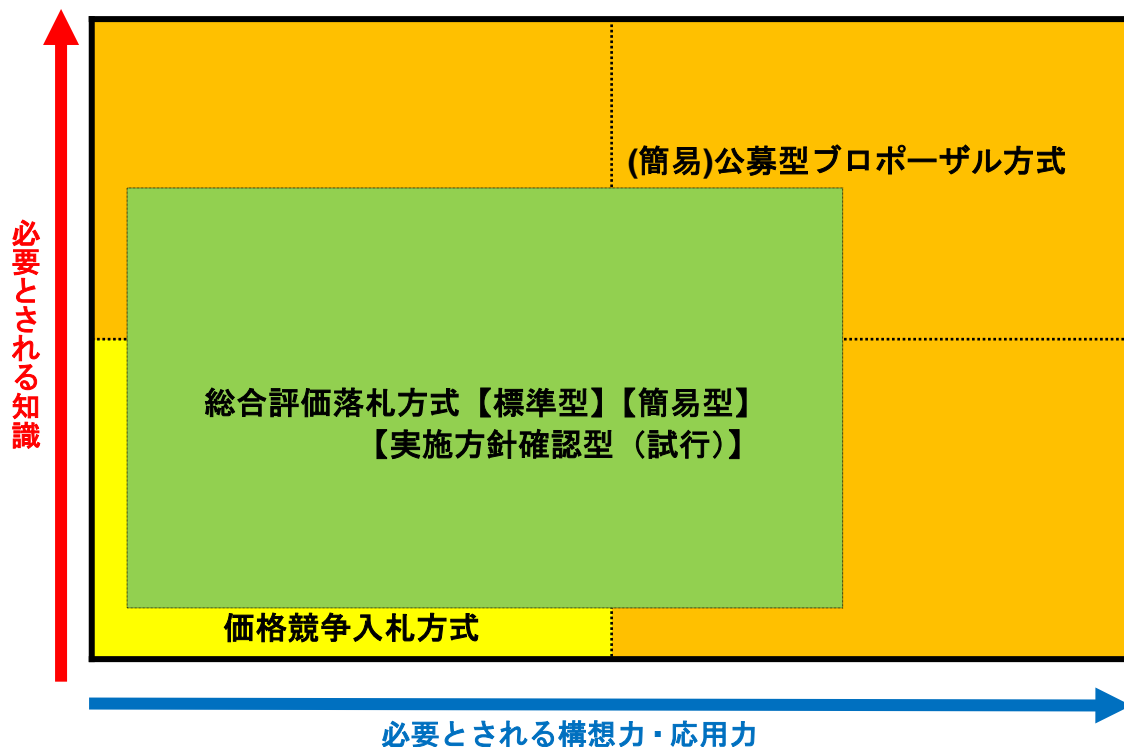 (簡易)公募型ブロポーザル方式
必要とされる知識
総合評価落札方式【標準型】【簡易型】
【実施方針確認型（試行）】
価格競争入札方式
必要とされる構想力・応用力